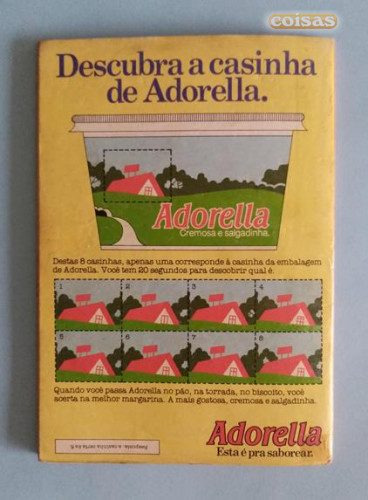 coisas
Descubra a casinha
de Adorella.
Adorella
Cremosa e salgadinha.
Destas 8 casinhas, apenas uma corresponde à casinha da embalagem
de Adorella. Você tem 20 segundos para descobrir qual é.
1 2 3 4
5 6 7 8
Quando você passa Adorella no pão, na torrada, no biscoito, você
acerta na melhor margarina. A mais gostosa, cremosa e salgadinha.
Adorella
Esta é pra saborear.
Resposta: a casinha certa é a